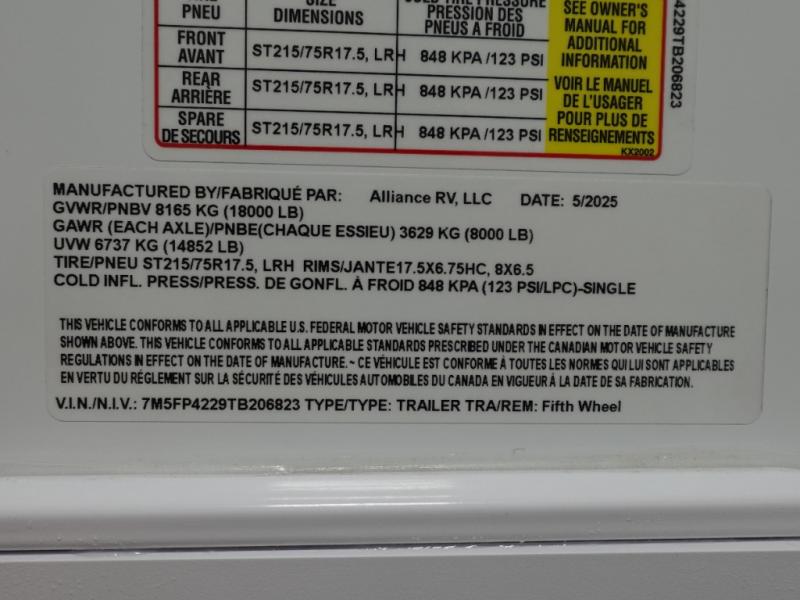 PNEU
DIMENSIONS
PRESSION DES
PNEUS A FROID
SEE OWNER'S
MANUAL FOR
ADDITIONAL
INFORMATION
FRONT
AVANT
ST215/75R17.5, LRH 848 KPA /123 PSI
REAR
ARRIÈRE
ST215/75R17.5, LRH 848 KPA /123 PSI
VOIR LE MANUEL
DE L'USAGER
POUR PLUS DE
RENSEIGNEMENTS
SPARE
DE SECOURS
ST215/75R17.5, LRH 848 KPA /123 PSI
KX2002
4229TB206823
MANUFACTURED BY/FABRIQUÉ PAR: Alliance RV, LLC DATE: 5/2025
GVWR/PNBV 8165 KG (18000 LB)
GAWR (EACH AXLE)/PNBE(CHAQUE ESSIEU) 3629 KG (8000 LB)
UVW 6737 KG (14852 LB)
TIRE/PNEU ST215/75R17.5, LRH RIMS/JANTE17.5X6.75HC, 8X6.5
COLD INFL. PRESS/PRESS. DE GONFL. À FROID 848 KPA (123 PSI/LPC)-SINGLE
THIS VEHICLE CONFORMS TO ALL APPLICABLE U.S. FEDERAL MOTOR VEHICLE SAFETY STANDARDS IN EFFECT ON THE DATE OF MANUFACTURE
SHOWN ABOVE. THIS VEHICLE CONFORMS TO ALL APPLICABLE STANDARDS PRESCRIBED UNDER THE CANADIAN MOTOR VEHICLE SAFETY
REGULATIONS IN EFFECT ON THE DATE OF MANUFACTURE. ~ CE VÉHICULE EST CONFORME À TOUTES LES NORMES QUI LUI SONT APPLICABLES
EN VERTU DU RÉGLEMENT SUR LA SÉCURITÉ DES VÉHICULES AUTOMOBILES DU CANADA EN VIGUEUR À LA DATE DE SA FABRICATION.
V.I.N./N.I.V.: 7M5FP4229TB206823 TYPE/TYPE: TRAILER TRA/REM: Fifth Wheel